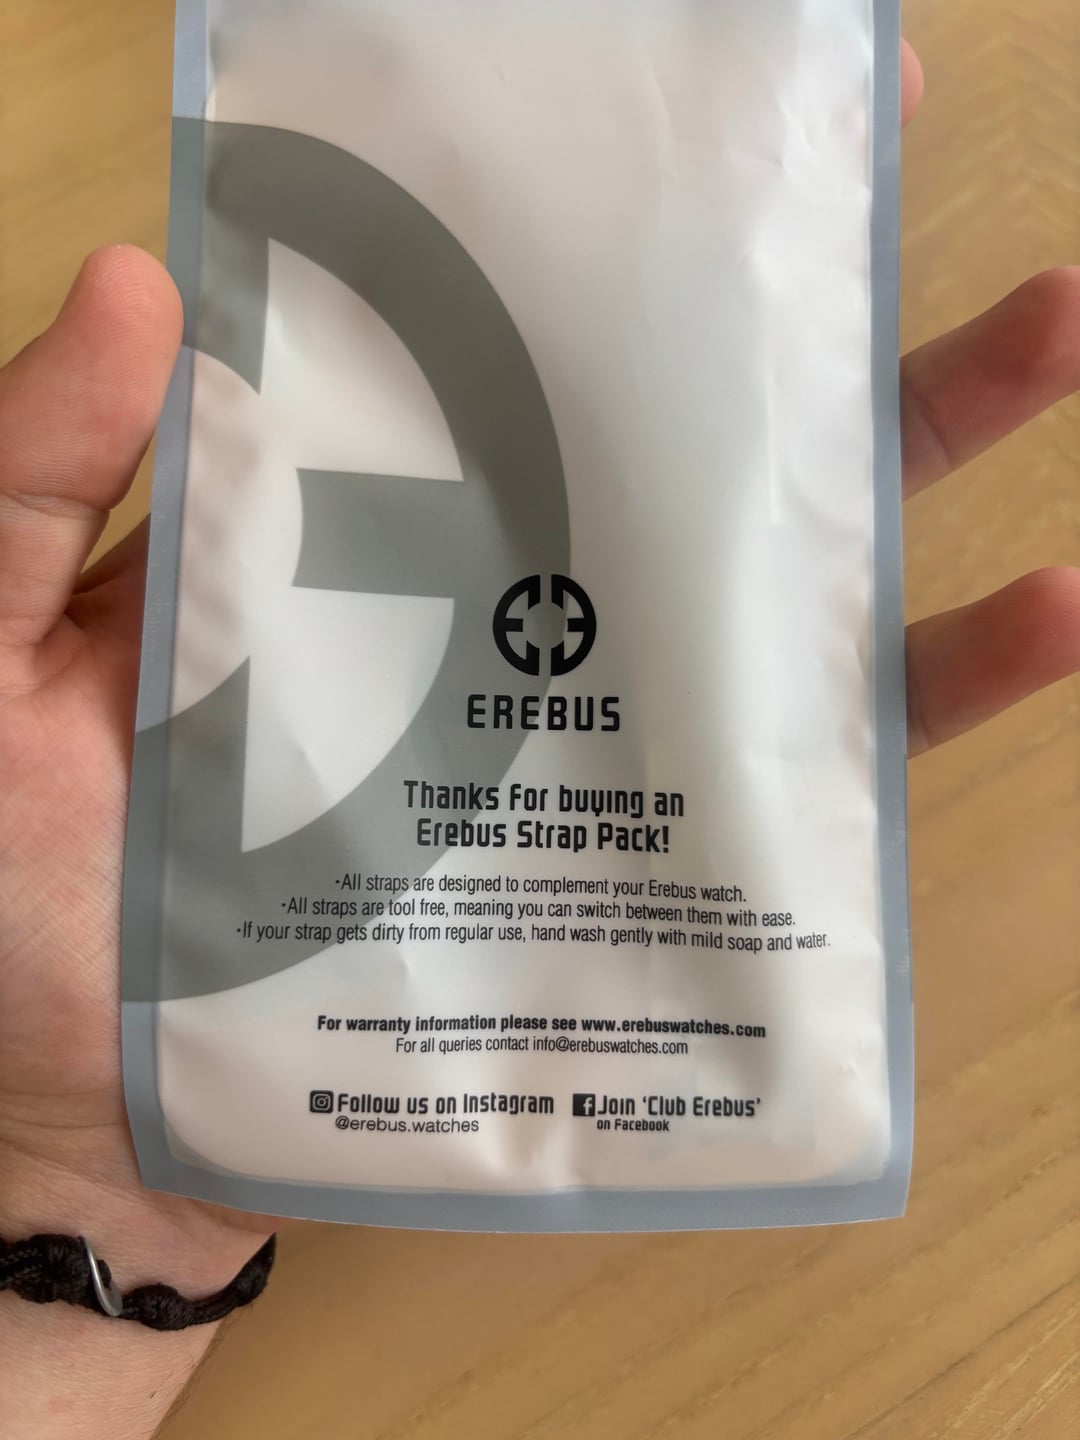 EREBUS
Thanks for buying an
Erebus Strap Pack!
•All straps are designed to complement your Erebus watch.
•All straps are tool free, meaning you can switch between them with ease.
•If your strap gets dirty from regular use, hand wash gently with mild soap and water.
For warranty information please see www.erebuswatches.com
For all queries contact info@erebuswatches.com
Follow us on Instagram
@erebus.watches
Join ‘Club Erebus’
on Facebook